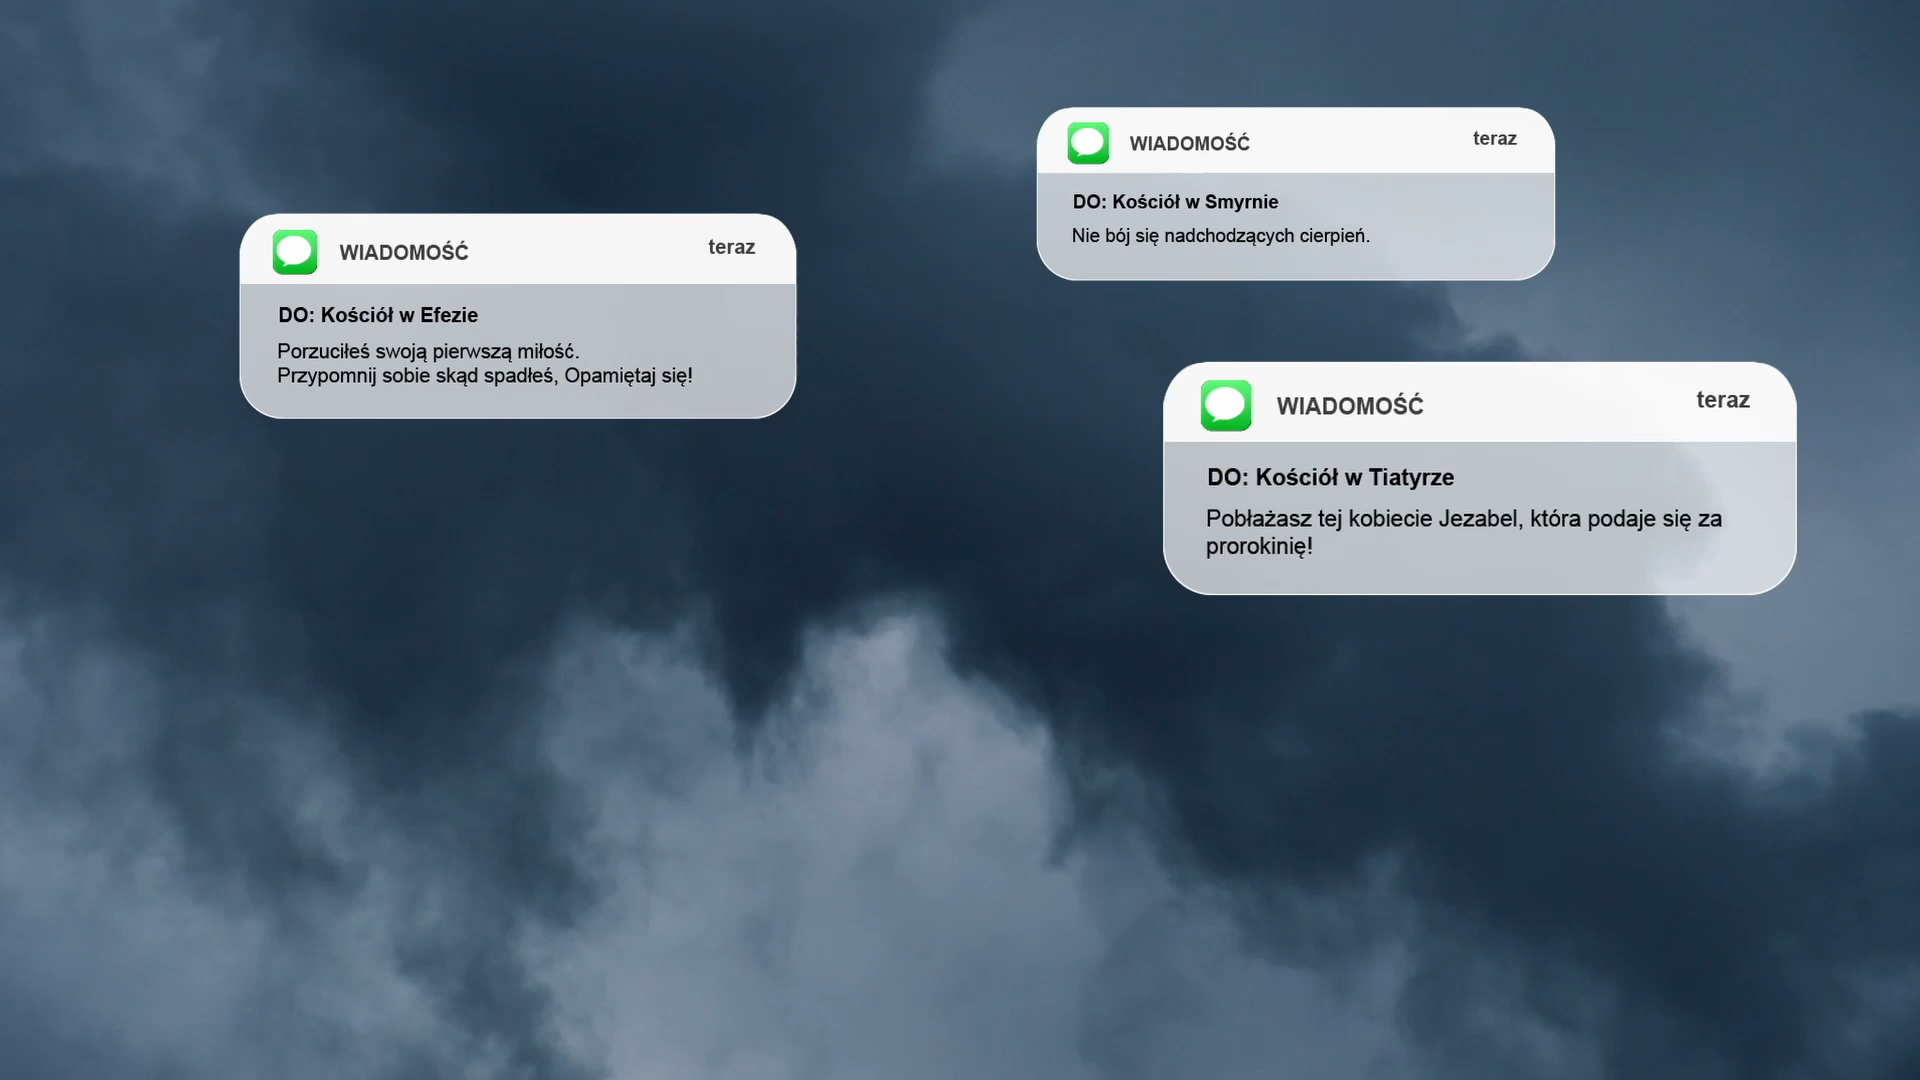 WIADOMOŚĆ
teraz
DO: Kościół w Efezie
Porzuciłeś swoją pierwszą miłość.
Przypomnij sobie skąd spadłeś, Opamiętaj się!
WIADOMOŚĆ
teraz
DO: Kościół w Smyrnie
Nie bój się nadchodzących cierpień.
WIADOMOŚĆ
teraz
DO: Kościół w Tiatyrze
Pobłażasz tej kobiecie Jezabel, która podaje się za
prorokinię!